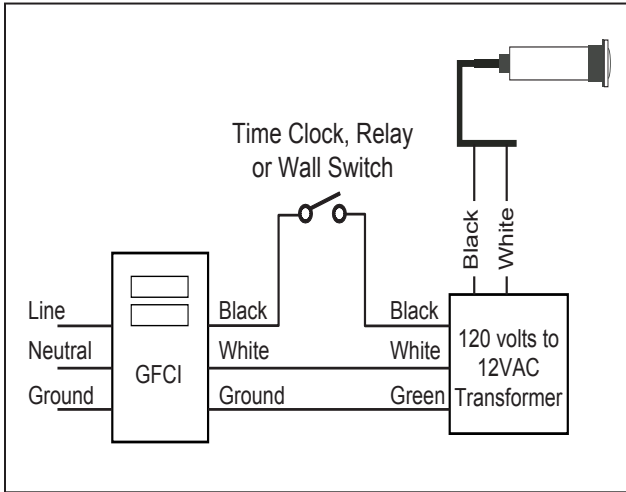 Time Clock, Relay
or Wall Switch
Black
White
Line
Black
Black
Neutral
White
White
GFCI
Ground
Ground
Green
120 volts to
12VAC
Transformer